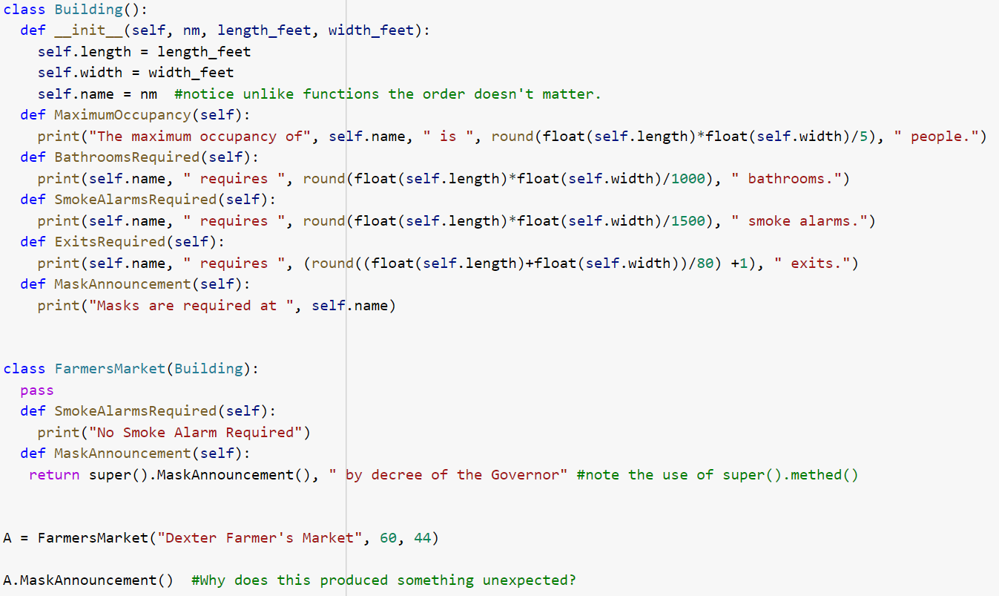 class Building():
  def __init__(self, nm, length_feet, width_feet):
    self.length = length_feet
    self.width = width_feet
    self.name = nm  #notice unlike functions the order doesn't matter.
  def MaximumOccupancy(self):
    print("The maximum occupancy of", self.name, " is ", round(float(self.length)*float(self.width)/5), " people.")
  def BathroomsRequired(self):
    print(self.name, " requires ", round(float(self.length)*float(self.width)/1000), " bathrooms.")
  def SmokeAlarmsRequired(self):
    print(self.name, " requires ", round(float(self.length)*float(self.width)/1500), " smoke alarms.")
  def ExitsRequired(self):
    print(self.name, " requires ", (round((float(self.length)+float(self.width))/80) +1), " exits.")
  def MaskAnnouncement(self):
    print("Masks are required at ", self.name)
class FarmersMarket(Building):
  pass
  def SmokeAlarmsRequired(self):
    print("No Smoke Alarm Required")
  def MaskAnnouncement(self):
   return super().MaskAnnouncement(), " by decree of the Governor" #note the use of super().methed()
A = FarmersMarket("Dexter Farmer's Market", 60, 44)
A.MaskAnnouncement()  #Why does this produced something unexpected?